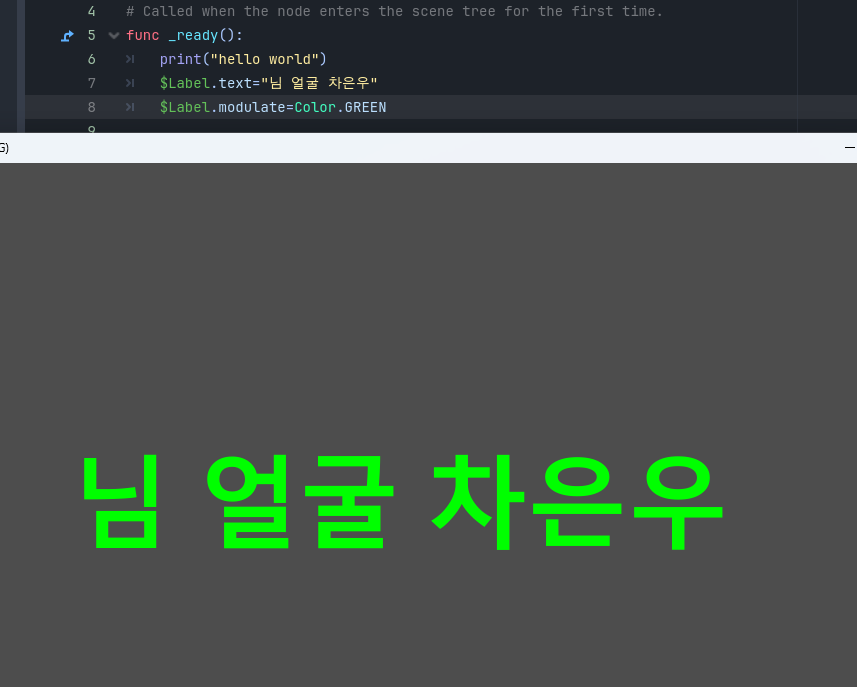 4 # Called when the node enters the scene tree for the first time.
5 func _ready():
6 print("hello world")
7 $Label.text="님 얼굴 차은우"
8 $Label.modulate=Color.GREEN
9
G)
님 얼굴 차은우